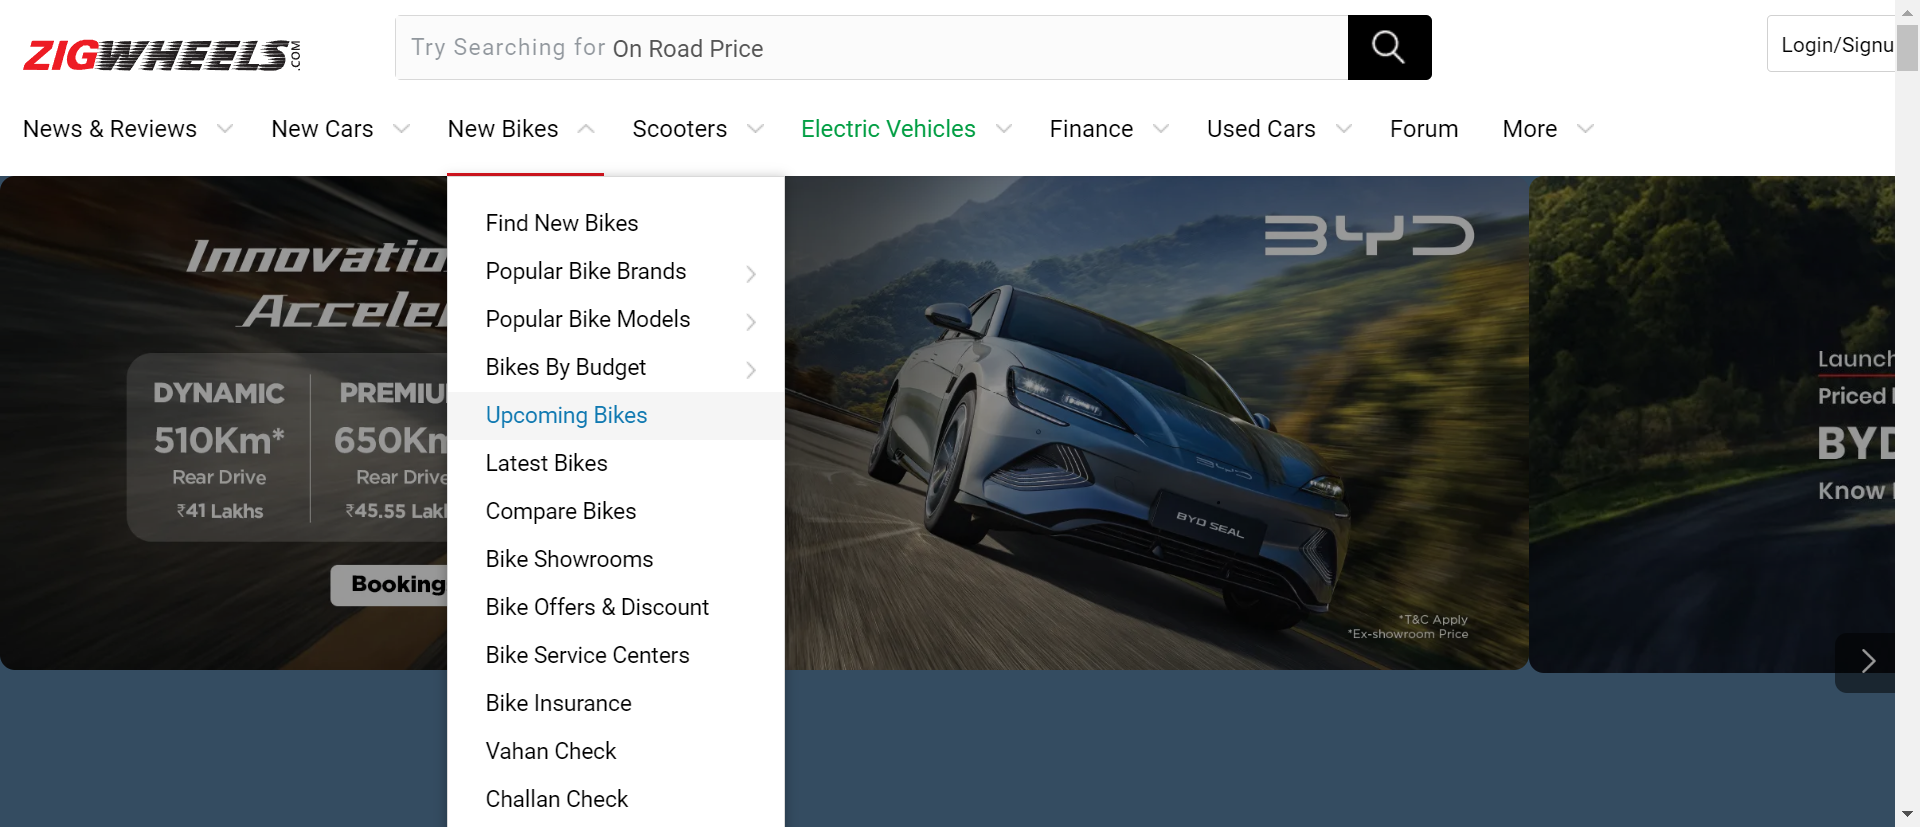 ZIGWHEELS.COM
Try Searching for On Road Price
Login/Signu
News & Reviews
New Cars
New Bikes
Scooters
Electric Vehicles
Finance
Used Cars
Forum
More
Find New Bikes
Popular Bike Brands
Popular Bike Models
Bikes By Budget
Upcoming Bikes
Latest Bikes
Compare Bikes
Bike Showrooms
Bike Offers & Discount
Bike Service Centers
Bike Insurance
Vahan Check
Challan Check
Innovatio
Acceler
DYNAMIC
510Km*
Rear Drive
₹41 Lakhs
PREMIU
650Km
Rear Drive
₹45.55 Lak
Booking
BYD
BYD
BYD SEAL
*T&C Apply
*Ex-showroom Price
Launch
Priced
BYD
Know